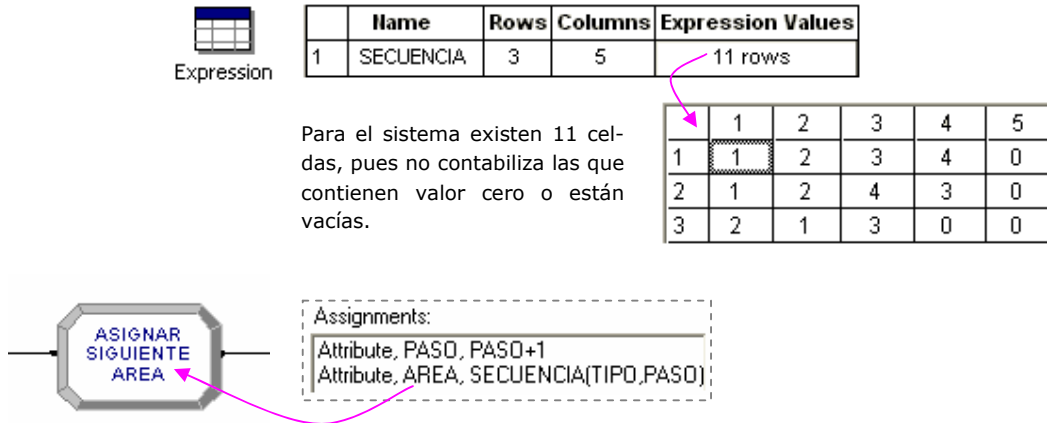 Name Rows Columns Expression Values
1 SECUENCIA 3 5 11 rows
Expression
Para el sistema existen 11 cel-
das, pues no contabiliza las que
contienen valor cero o están
vacías.
1 2 3 4 5
1 1 2 3 4 0
2 1 2 4 3 0
3 2 1 3 0 0
ASIGNAR
SIGUIENTE
AREA
Assignments:
Attribute, PASO, PASO+1
Attribute, AREA, SECUENCIA(TIPO,PASO)